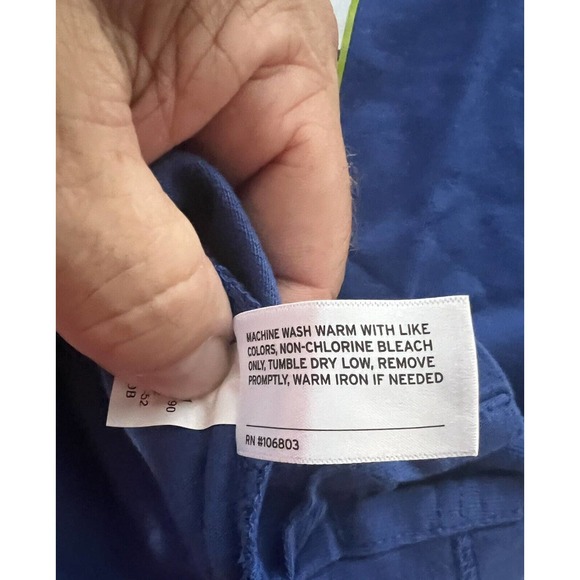 MACHINE WASH WARM WITH LIKE
COLORS, NON-CHLORINE BLEACH
ONLY, TUMBLE DRY LOW, REMOVE
PROMPTLY, WARM IRON IF NEEDED
RN #106803
90